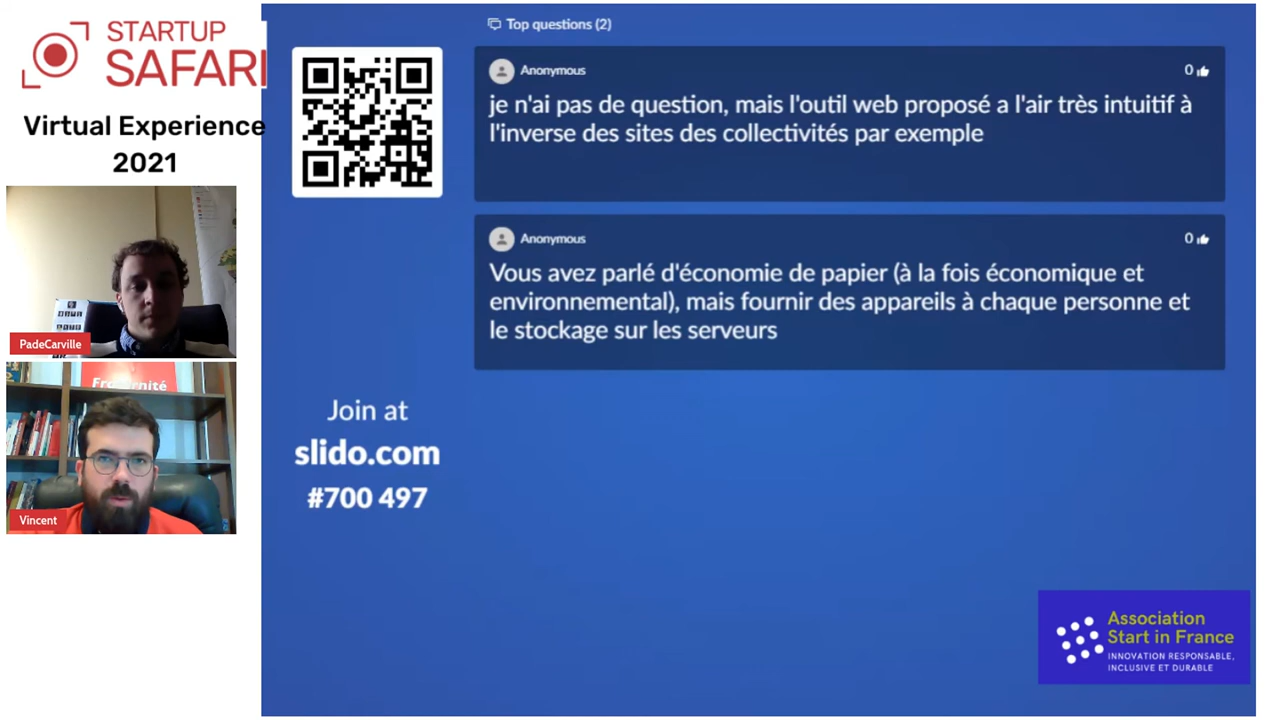 STARTUP
SAFARI
Virtual Experience
2021
PadeCarville
Fraternité
Vincent
Top questions (2)
Anonymous
0
je n'ai pas de question, mais l'outil web proposé a l'air très intuitif à
l'inverse des sites des collectivités par exemple
Anonymous
0
Vous avez parlé d'économie de papier (à la fois économique et
environnemental), mais fournir des appareils à chaque personne et
le stockage sur les serveurs
Join at
slido.com
#700 497
Association
Start in France
INNOVATION RESPONSABLE,
INCLUSIVE ET DURABLE